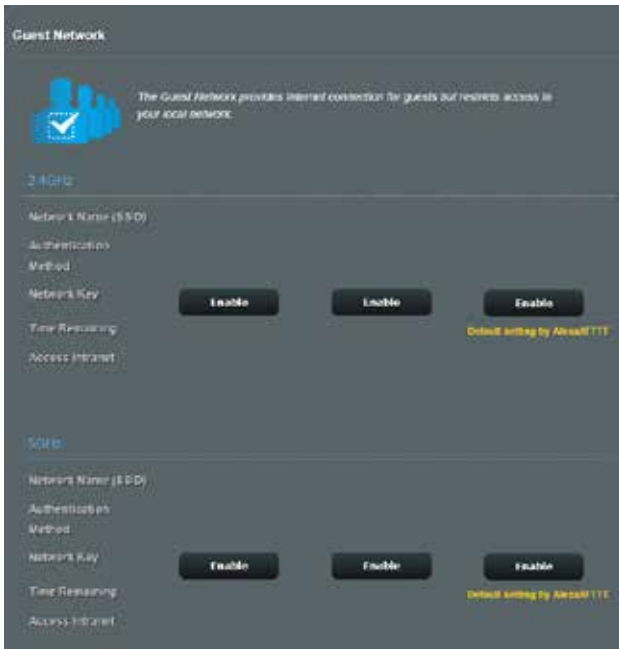 Guest Network
The Guest Network provides Internet connection for guests but restricts access to
your local network.
2.4GHz
Network Name (SSID)
Authentication
Method
Network Key
Enable Enable Enable
Time Remaining
Default setting by Alexa/IFTTT
Access Intranet
5GHz
Network Name (SSID)
Authentication
Method
Network Key
Enable Enable Enable
Time Remaining
Default setting by Alexa/IFTTT
Access Intranet